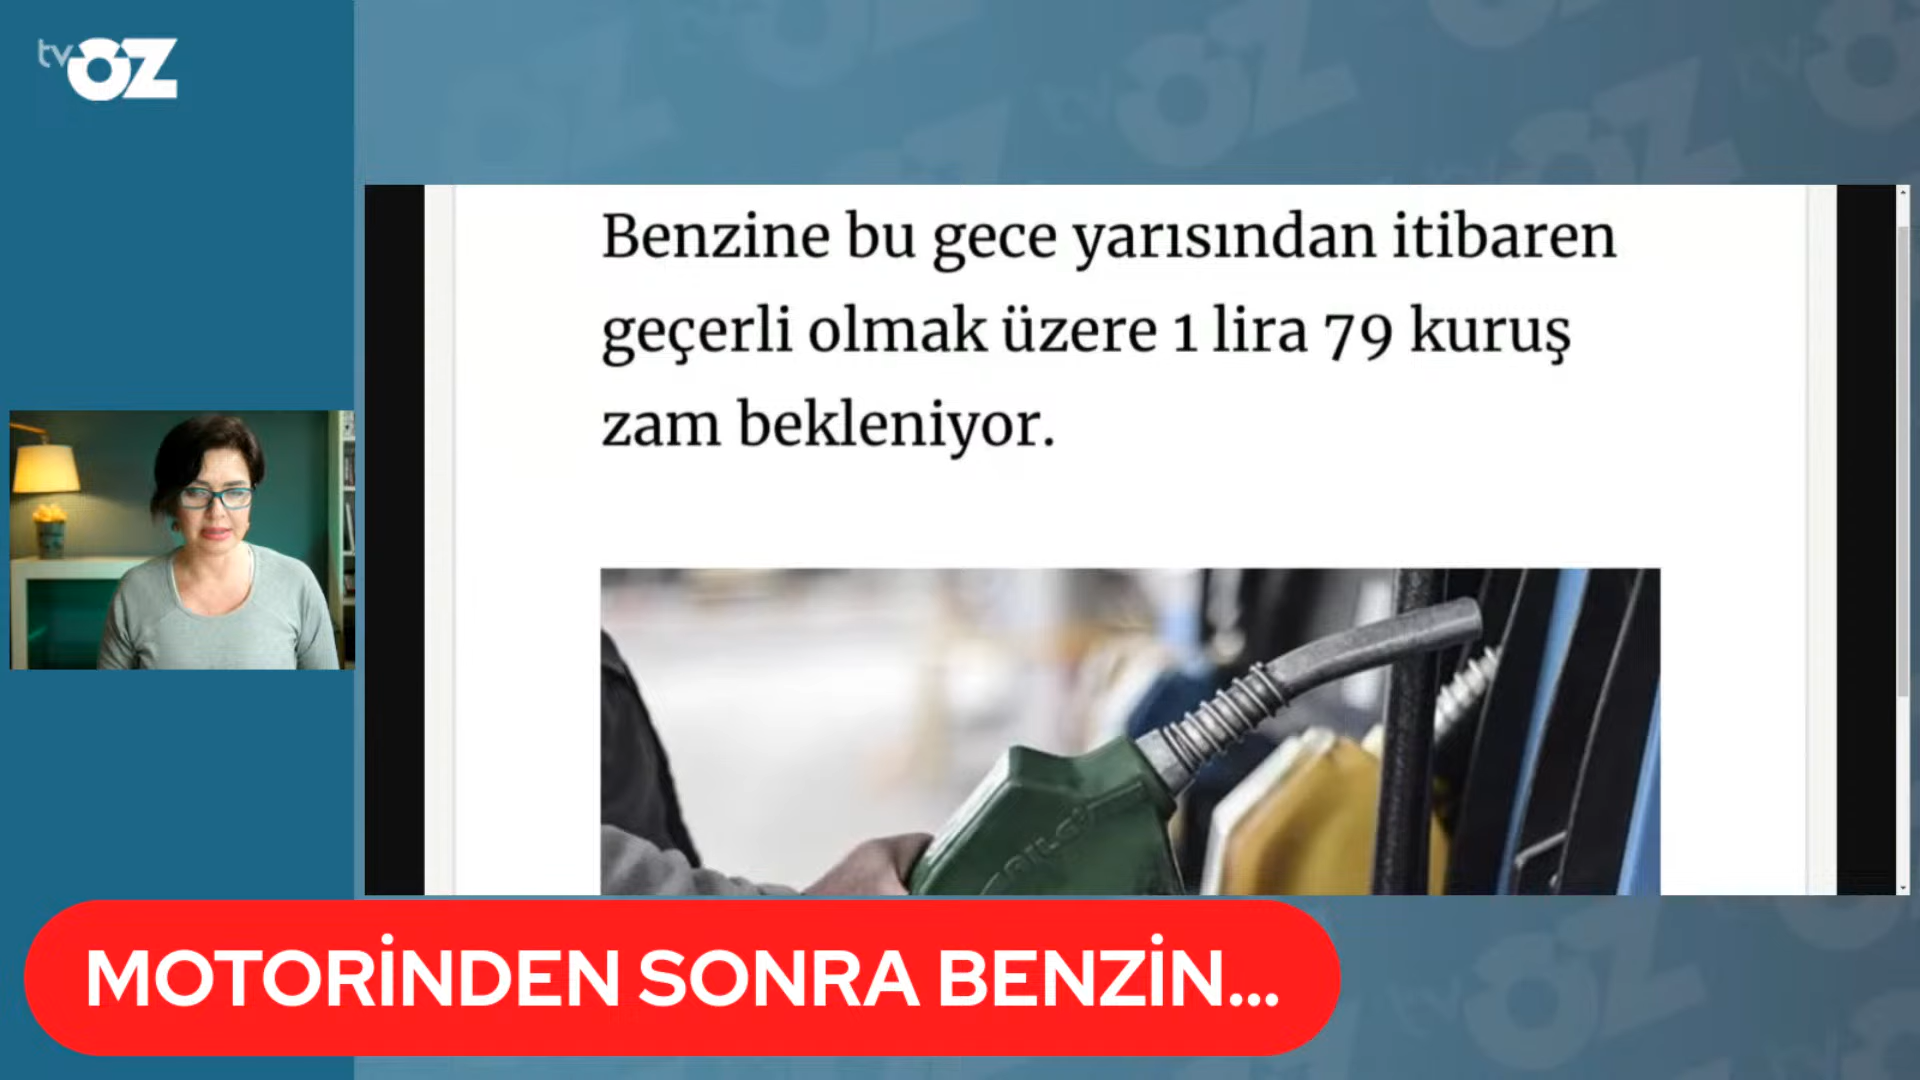 tvÖZ
Benzine bu gece yarısından itibaren
geçerli olmak üzere 1 lira 79 kuruş
zam bekleniyor.
MOTORİNDEN SONRA BENZİN...